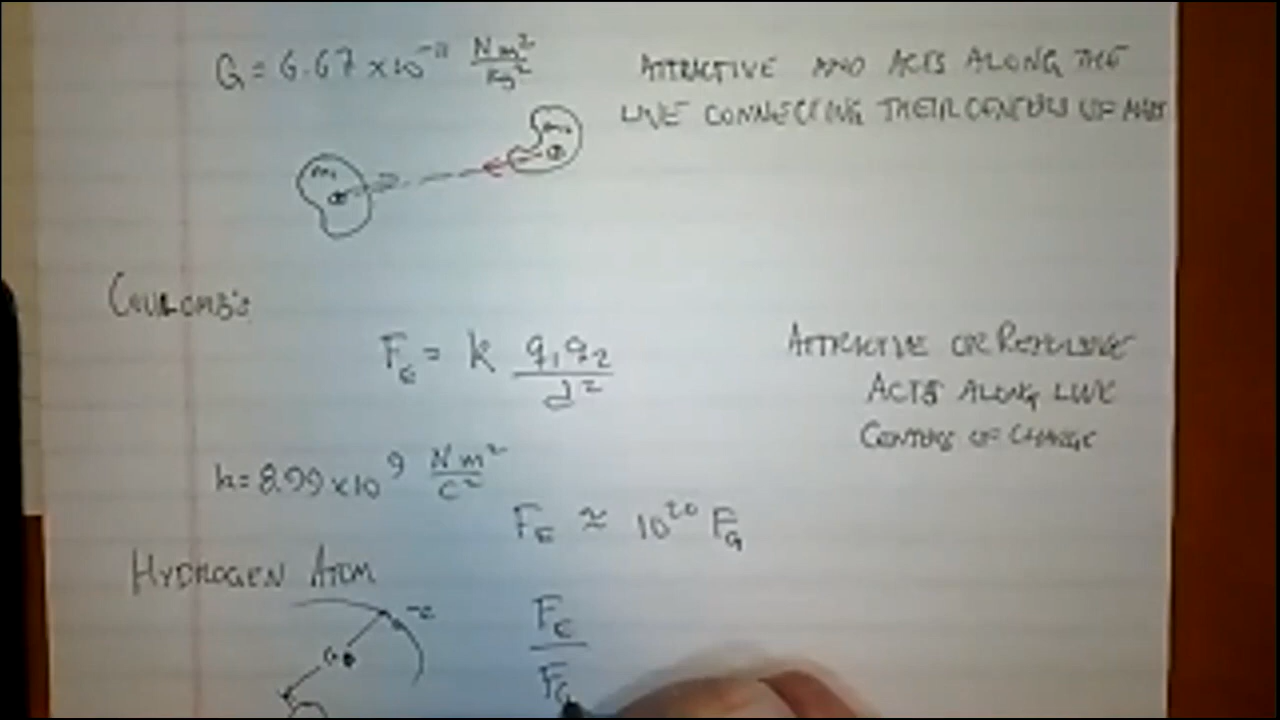 G = 6.67 × 10⁻¹¹ Nm²/kg²
ATTRACTIVE AND ACTS ALONG THE
LINE CONNECTING THEIR CENTERS OF MASS
m₁
m₂
COULOMB'S
F_E = k q₁q₂/d²
ATTRACTIVE OR REPULSIVE
ACTS ALONG LINE
CENTERS OF CHARGE
k = 8.99 × 10⁹ Nm²/C²
F_E ≈ 10²⁰ F_G
HYDROGEN ATOM
F_E
F_G